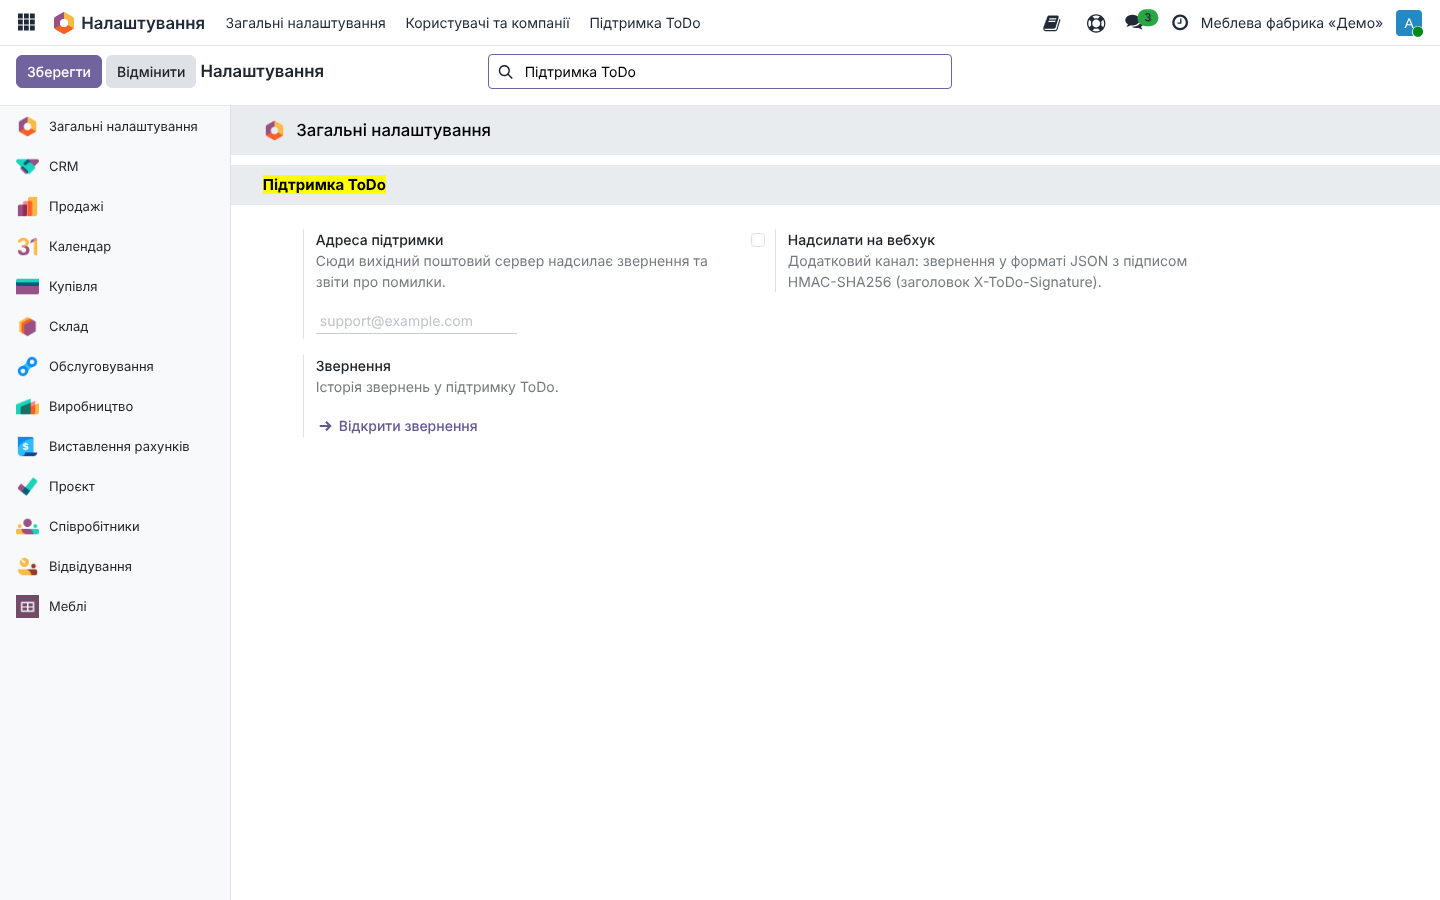 Налаштування
Загальні налаштування
Користувачі та компанії
Підтримка ToDo
3
Меблева фабрика «Демо»
A
Зберегти
Відмінити
Налаштування
Підтримка ToDo
Загальні налаштування
CRM
Продажі
31
Календар
Купівля
Склад
Обслуговування
Виробництво
$
Виставлення рахунків
Проєкт
Співробітники
Відвідування
Меблі
Загальні налаштування
Підтримка ToDo
Адреса підтримки
Сюди вихідний поштовий сервер надсилає звернення та
звіти про помилки.
support@example.com
Надсилати на вебхук
Додатковий канал: звернення у форматі JSON з підписом
HMAC-SHA256 (заголовок X-ToDo-Signature).
Звернення
Історія звернень у підтримку ToDo.
Відкрити звернення